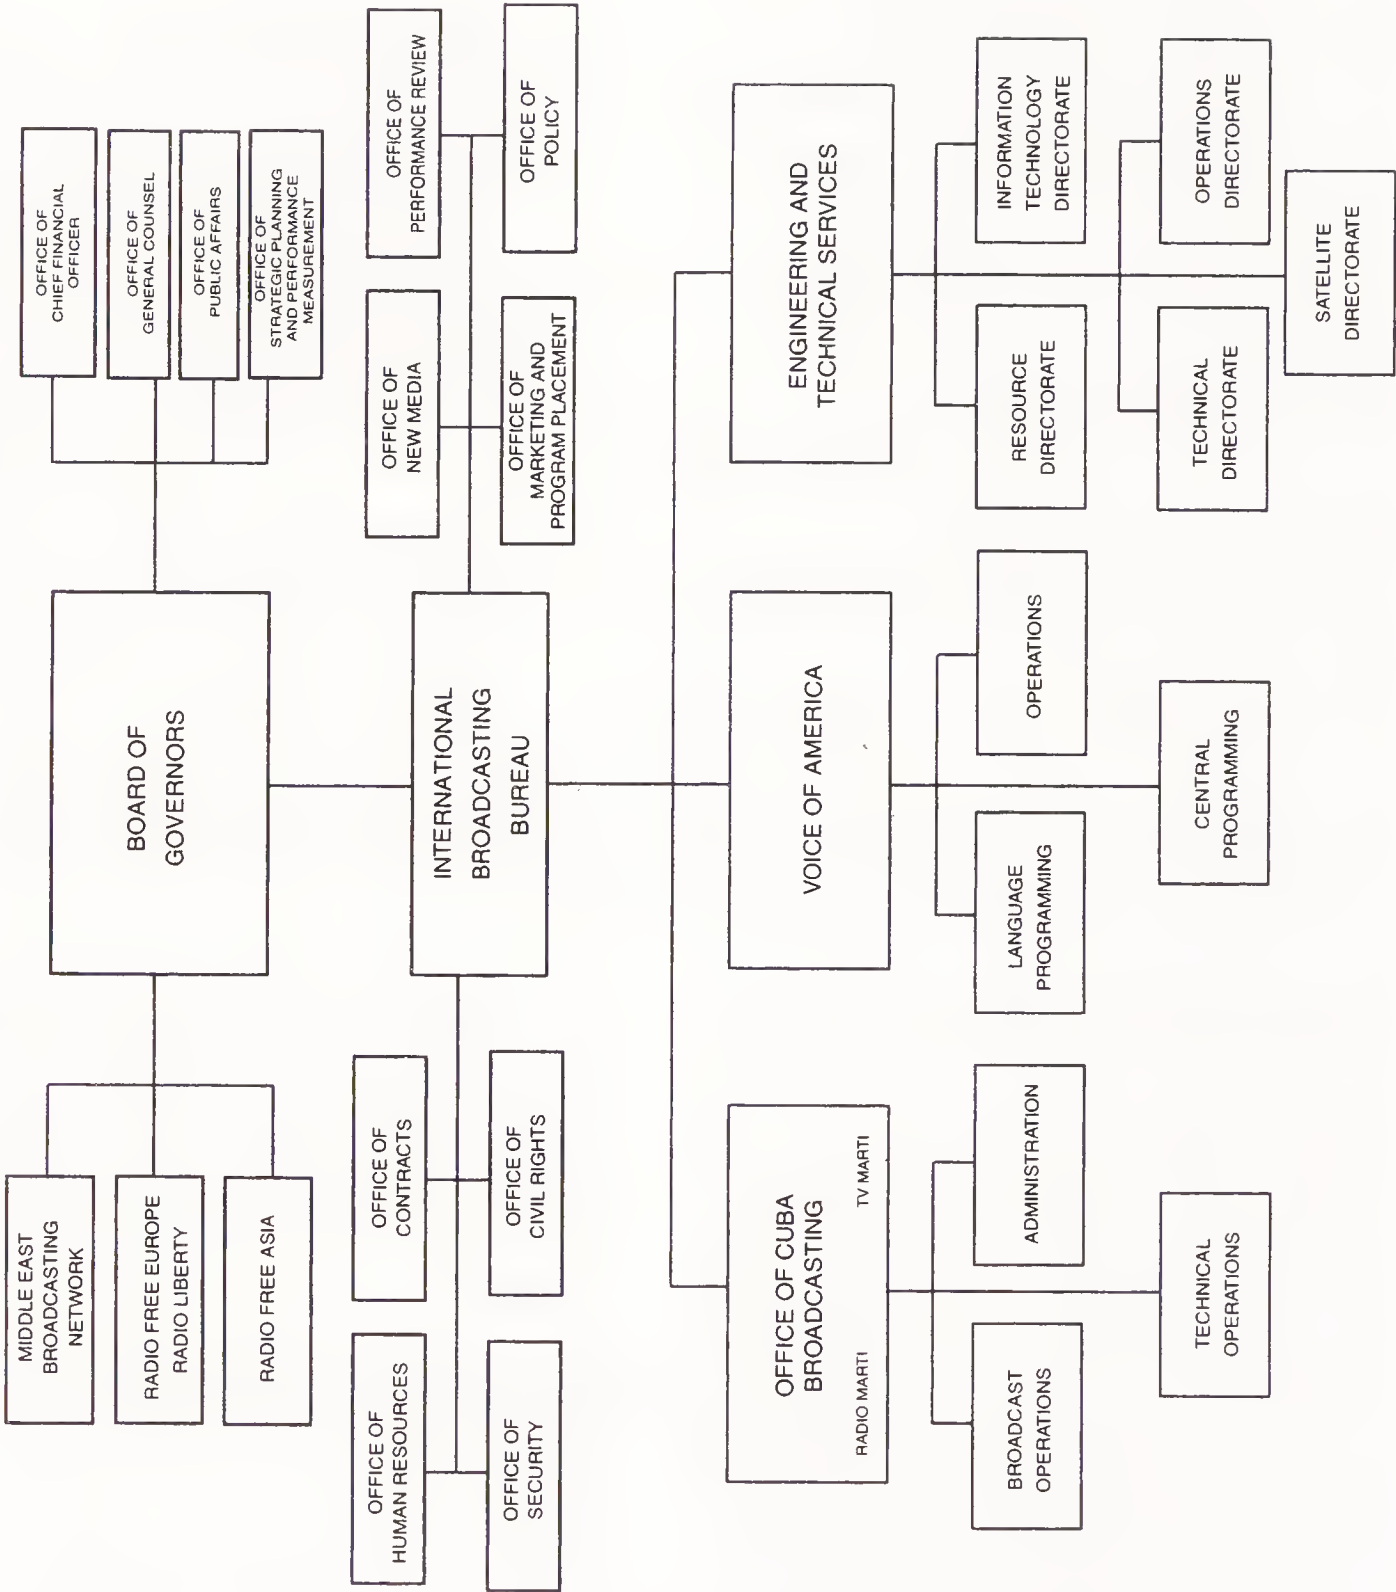 BOARD OF
GOVERNORS
MIDDLE EAST
BROADCASTING
NETWORK
RADIO FREE EUROPE
RADIO LIBERTY
RADIO FREE ASIA
OFFICE OF
CHIEF FINANCIAL
OFFICER
OFFICE OF
GENERAL COUNSEL
OFFICE OF
PUBLIC AFFAIRS
OFFICE OF
STRATEGIC PLANNING
AND PERFORMANCE
MEASUREMENT
INTERNATIONAL
BROADCASTING
BUREAU
OFFICE OF
HUMAN RESOURCES
OFFICE OF
CONTRACTS
OFFICE OF
SECURITY
OFFICE OF
CIVIL RIGHTS
OFFICE OF
NEW MEDIA
OFFICE OF
PERFORMANCE REVIEW
OFFICE OF
MARKETING AND
PROGRAM PLACEMENT
OFFICE OF
POLICY
OFFICE OF CUBA
BROADCASTING
RADIO MARTI TV MARTI
BROADCAST
OPERATIONS
ADMINISTRATION
TECHNICAL
OPERATIONS
VOICE OF AMERICA
LANGUAGE
PROGRAMMING
OPERATIONS
CENTRAL
PROGRAMMING
ENGINEERING AND
TECHNICAL SERVICES
RESOURCE
DIRECTORATE
INFORMATION
TECHNOLOGY
DIRECTORATE
TECHNICAL
DIRECTORATE
OPERATIONS
DIRECTORATE
SATELLITE
DIRECTORATE